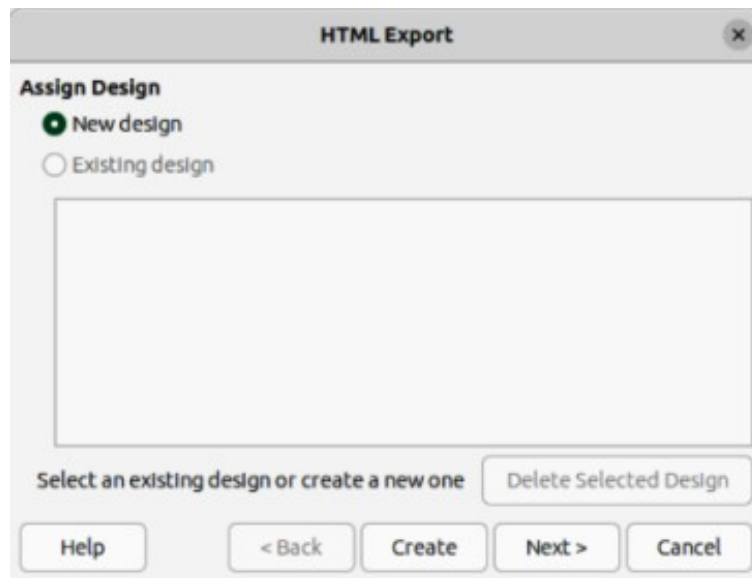 HTML Export
Assign Design
New design
Existing design
Select an existing design or create a new one
Delete Selected Design
Help
< Back
Create
Next >
Cancel